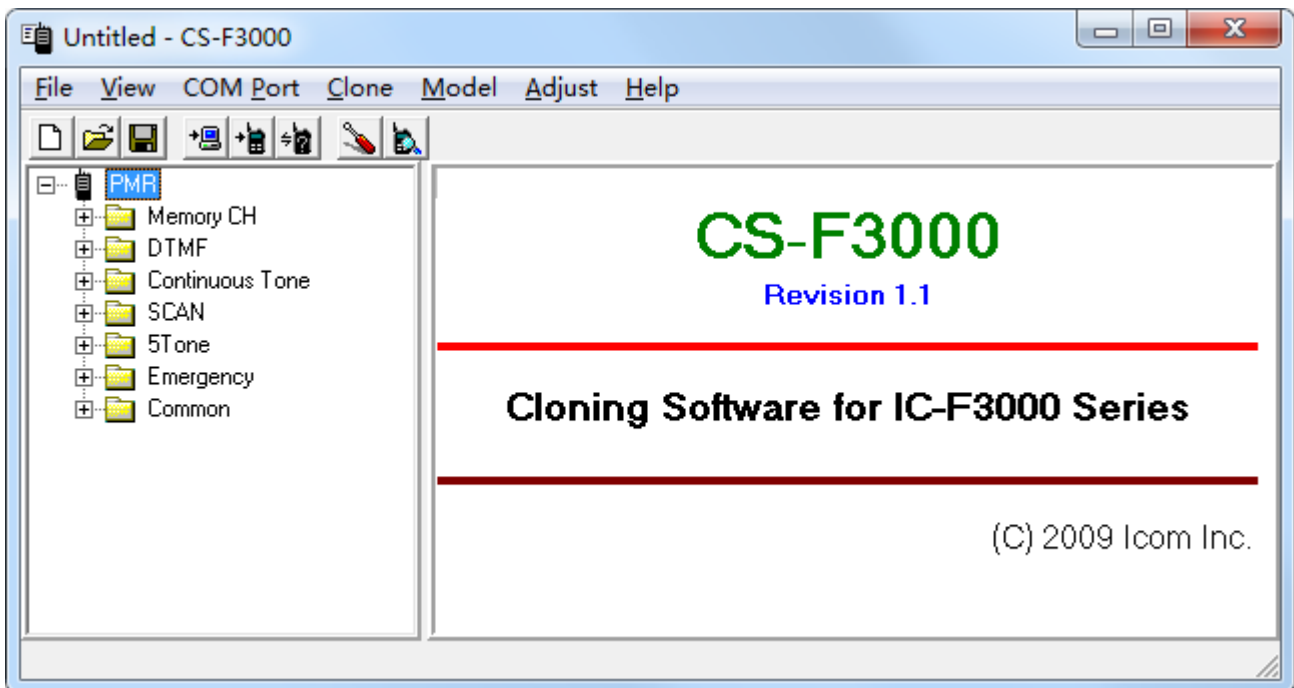 Untitled - CS-F3000
File View COM Port Clone Model Adjust Help
PMR
Memory CH
DTMF
Continuous Tone
SCAN
5Tone
Emergency
Common
CS-F3000
Revision 1.1
Cloning Software for IC-F3000 Series
(C) 2009 Icom Inc.